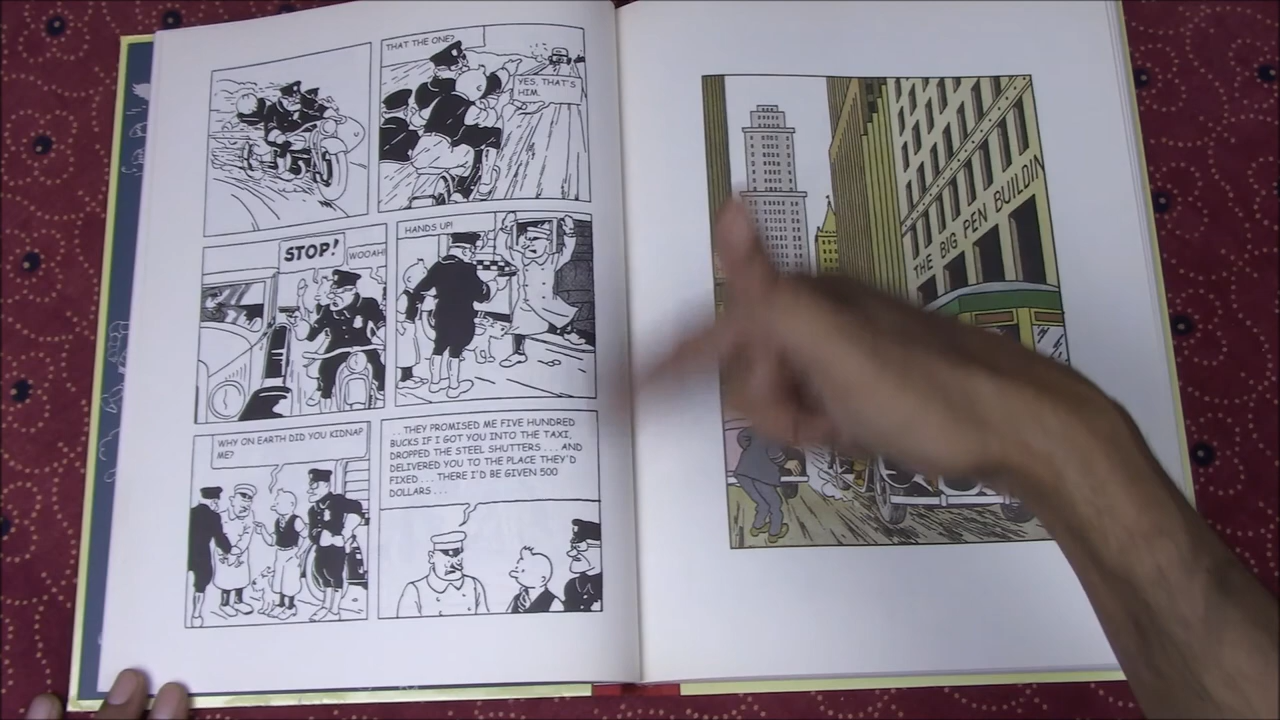 THAT THE ONE?
YES, THAT'S
HIM.
STOP!
WOOAH!
HANDS UP!
WHY ON EARTH DID YOU KIDNAP
ME?
. . THEY PROMISED ME FIVE HUNDRED
BUCKS IF I GOT YOU INTO THE TAXI,
DROPPED THE STEEL SHUTTERS . . . AND
DELIVERED YOU TO THE PLACE THEY'D
FIXED . . . THERE I'D BE GIVEN 500
DOLLARS . . .
THE BIG PEN BUILDIN